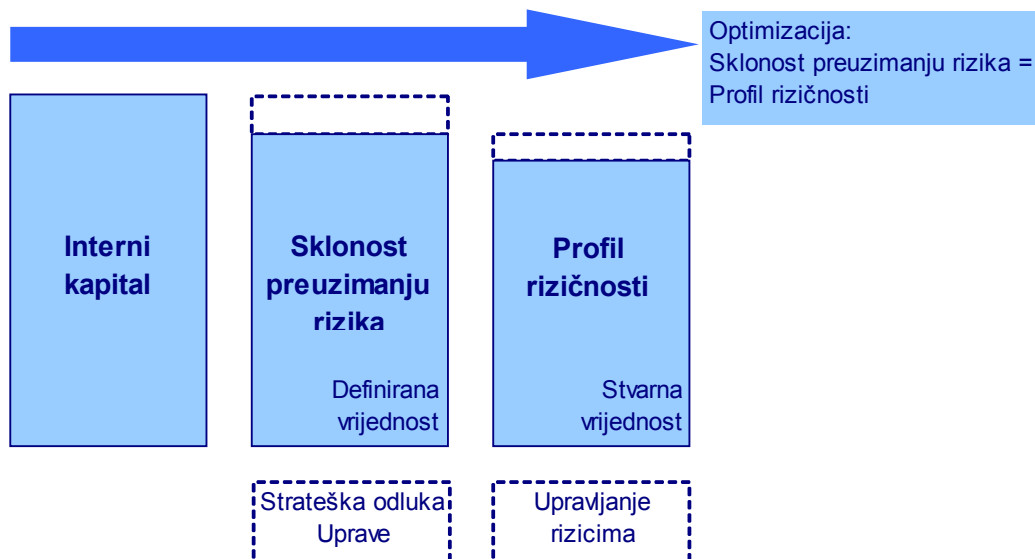 Optimizacija:
Sklonost preuzimanju rizika =
Profil rizičnosti
Interni
kapital
Sklonost
preuzimanju
rizika
Definirana
vrijednost
Profil
rizičnosti
Stvarna
vrijednost
Strateška odluka
Uprave
Upravljanje
rizicima